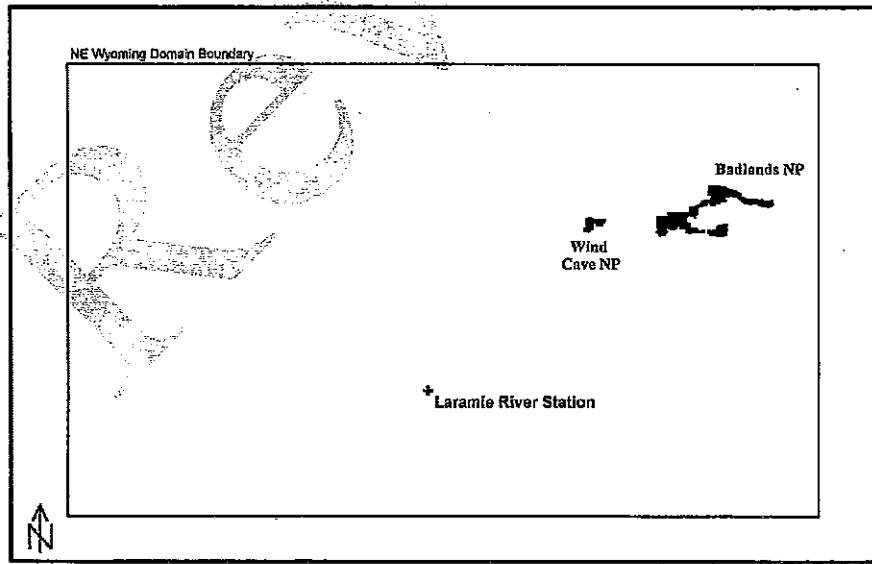 NE Wyoming Domain Boundary
Badlands NP
Wind
Cave NP
Laramie River Station
N